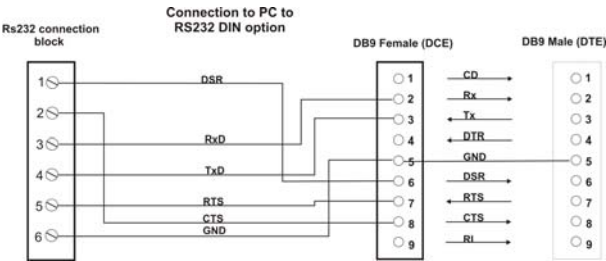 Connection to PC to
RS232 DIN option
Rs232 connection
block
DB9 Female (DCE)
DB9 Male (DTE)
1 DSR 1 CD 1
2 2 Rx 2
3 RxD 3 Tx 3
4 4 DTR 4
TxD 5 GND 5
5 RTS 6 DSR 6
CTS 7 RTS 7
6 GND 8 CTS 8
9 RI 9